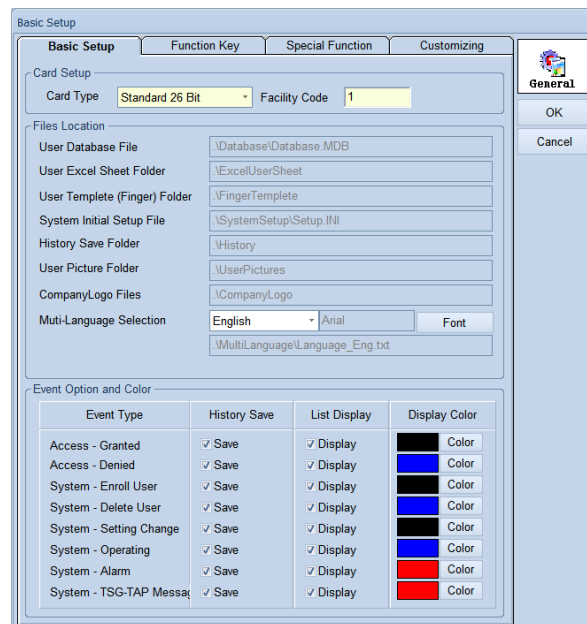 Basic Setup
Basic Setup Function Key Special Function Customizing
General
OK
Cancel
Card Setup
Card Type Standard 26 Bit Facility Code 1
Files Location
User Database File .\Database\Database.MDB
User Excel Sheet Folder .\ExcelUserSheet
User Templete (Finger) Folder .\FingerTemplete
System Initial Setup File .\SystemSetup\Setup.INI
History Save Folder .\History
User Picture Folder .\UserPictures
CompanyLogo Files .\CompanyLogo
Muti-Language Selection English Arial Font
.\MultiLanguage\Language_Eng.txt
Event Option and Color
Event Type History Save List Display Display Color
Access - Granted Save Display Color
Access - Denied Save Display Color
System - Enroll User Save Display Color
System - Delete User Save Display Color
System - Setting Change Save Display Color
System - Operating Save Display Color
System - Alarm Save Display Color
System - TSG-TAP Messag Save Display Color